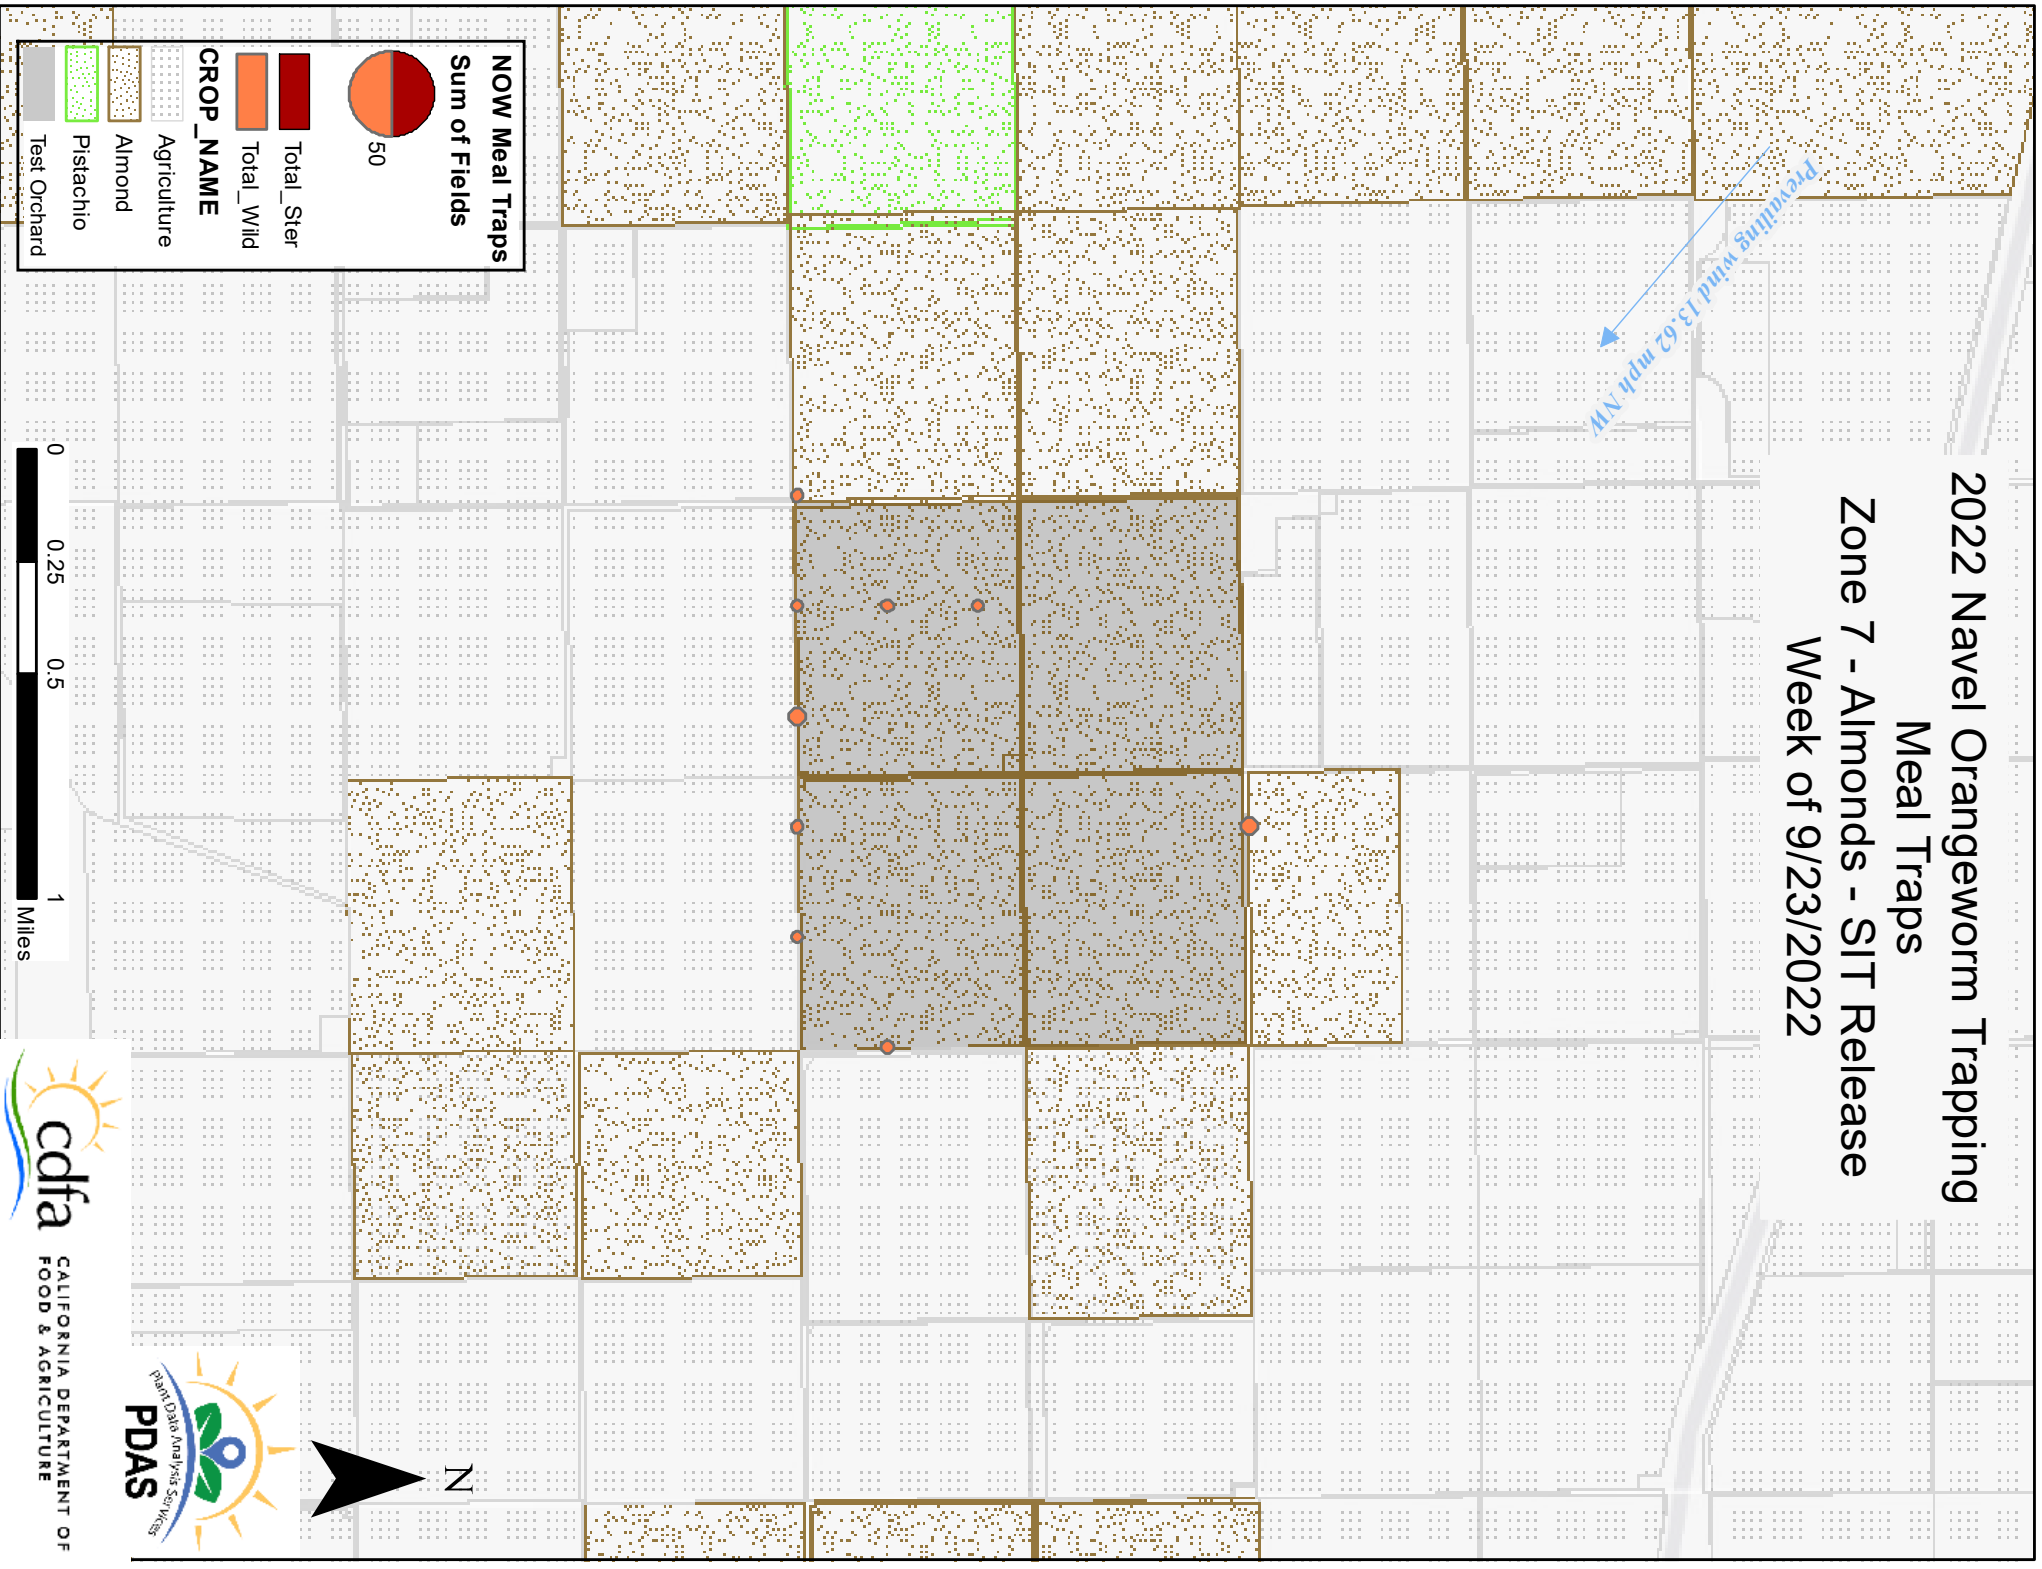 2022 Navel Orangeworm Trapping
Meal Traps
Zone 7 - Almonds - SIT Release
Week of 9/23/2022
Prevailing wind 13.62 mph NW
NOW Meal Traps
Sum of Fields
50
Total_Ster
Total_Wild
CROP_NAME
Agriculture
Almond
Pistachio
Test Orchard
0 0.25 0.5 1
Miles
N
cdfa
CALIFORNIA DEPARTMENT OF
FOOD & AGRICULTURE
Plant Data Analysis Services
PDAS